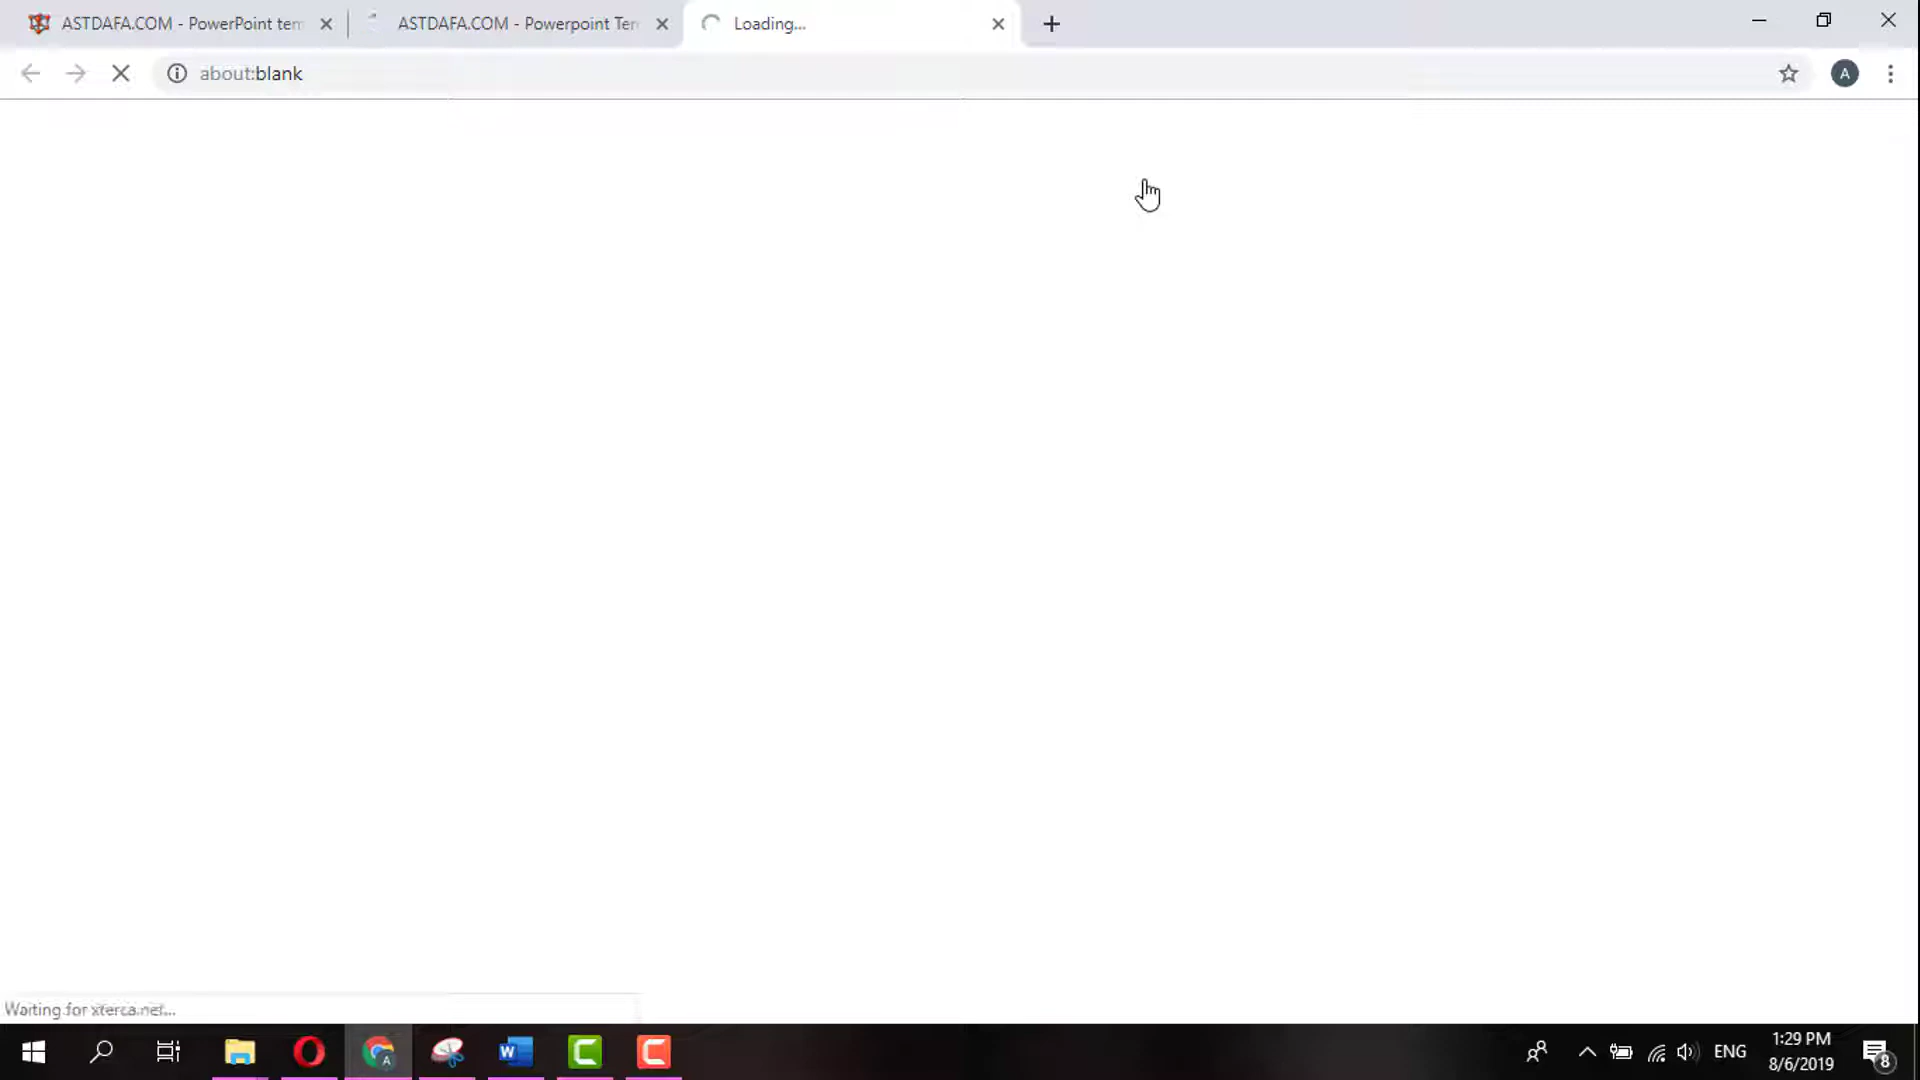 ASTDAFA.COM - PowerPoint tem
ASTDAFA.COM - Powerpoint Tem
Loading...
about:blank
A
Waiting for xterca.net...
A
W
ENG
1:29 PM
8/6/2019
8